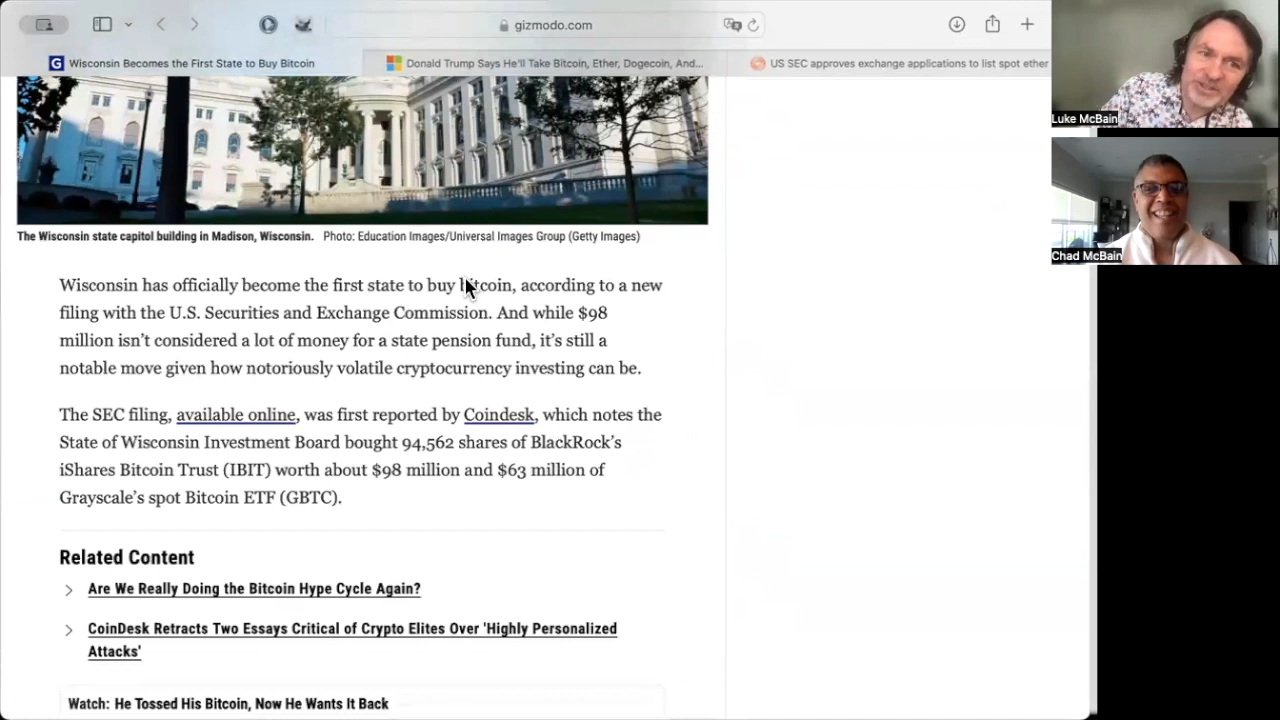 gizmodo.com
Wisconsin Becomes the First State to Buy Bitcoin
Donald Trump Says He'll Take Bitcoin, Ether, Dogecoin, And...
US SEC approves exchange applications to list spot ether
Luke McBain
Chad McBain
The Wisconsin state capitol building in Madison, Wisconsin. Photo: Education Images/Universal Images Group (Getty Images)
Wisconsin has officially become the first state to buy bitcoin, according to a new
filing with the U.S. Securities and Exchange Commission. And while $98
million isn’t considered a lot of money for a state pension fund, it’s still a
notable move given how notoriously volatile cryptocurrency investing can be.
The SEC filing, available online, was first reported by Coindesk, which notes the
State of Wisconsin Investment Board bought 94,562 shares of BlackRock’s
iShares Bitcoin Trust (IBIT) worth about $98 million and $63 million of
Grayscale’s spot Bitcoin ETF (GBTC).
Related Content
Are We Really Doing the Bitcoin Hype Cycle Again?
CoinDesk Retracts Two Essays Critical of Crypto Elites Over 'Highly Personalized
Attacks'
Watch: He Tossed His Bitcoin, Now He Wants It Back